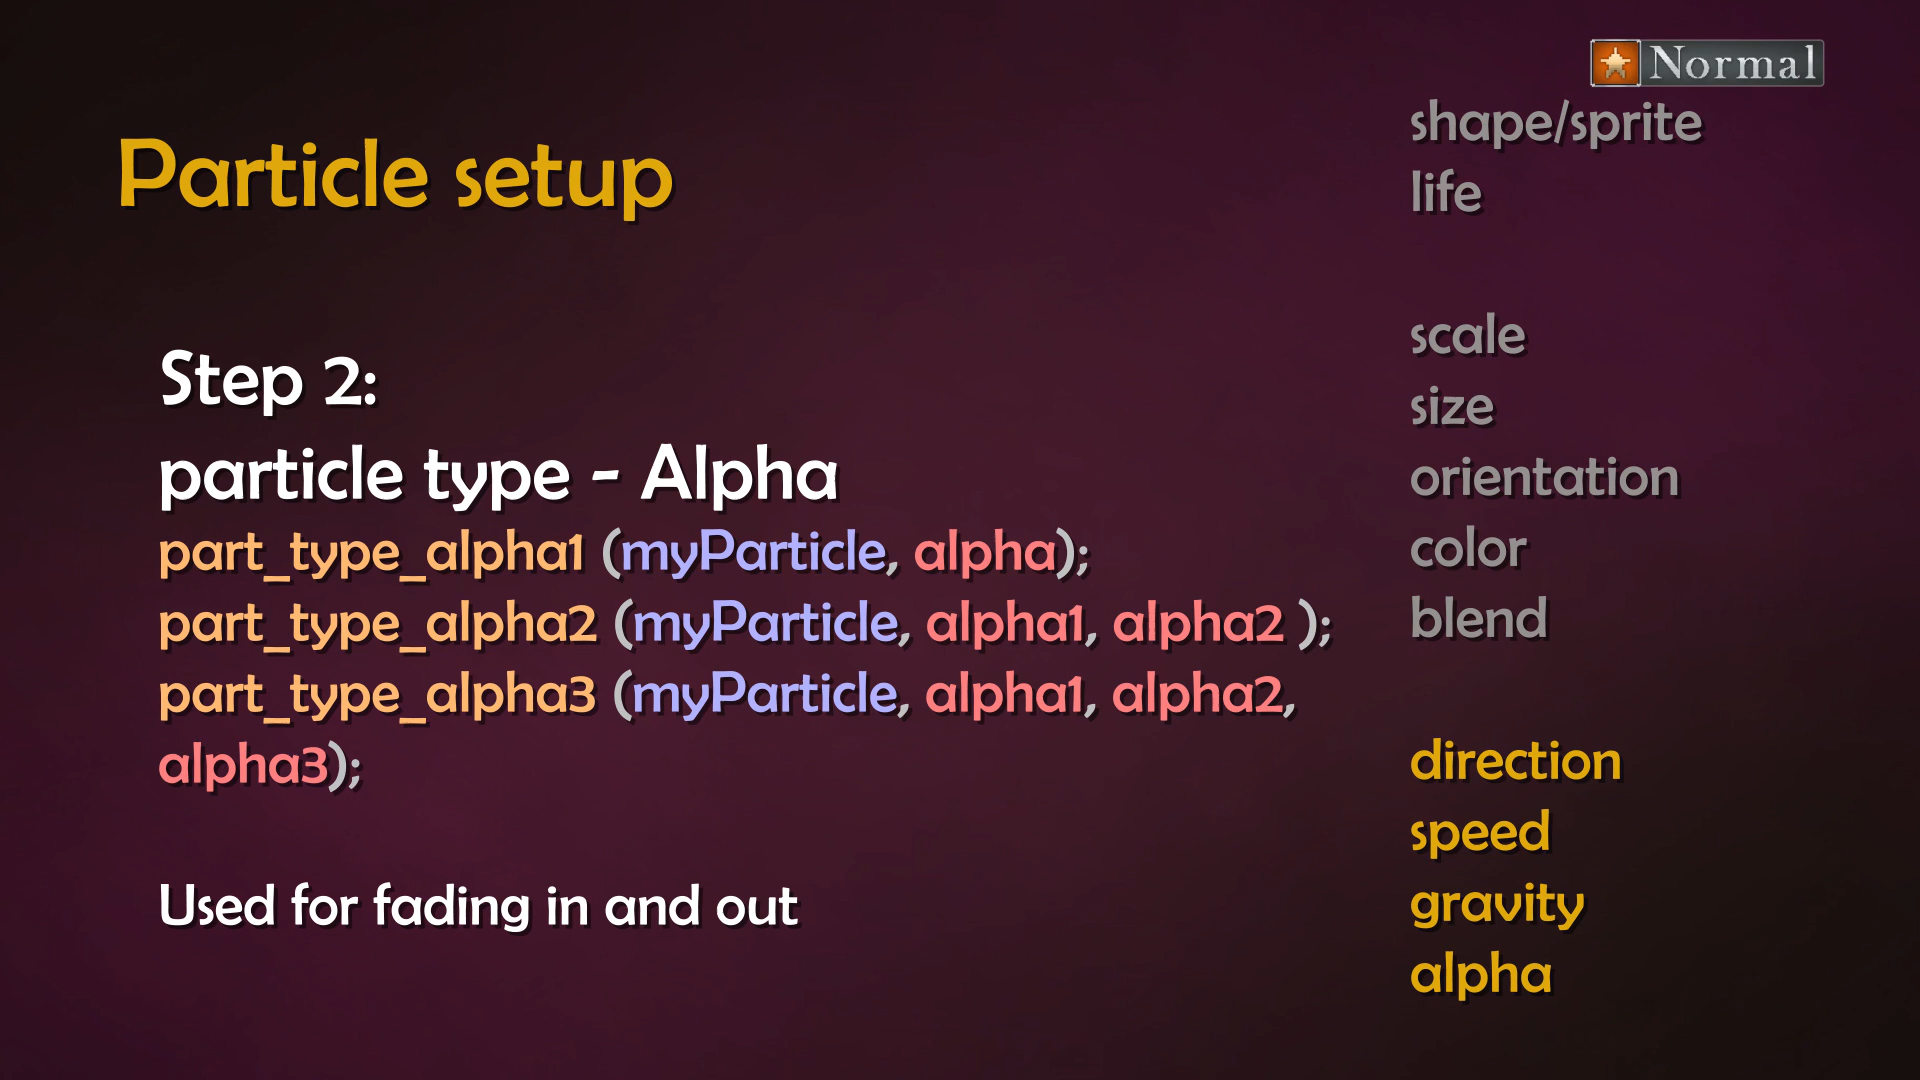 Normal
Particle setup
Step 2:
particle type - Alpha
part_type_alpha1 (myParticle, alpha);
part_type_alpha2 (myParticle, alpha1, alpha2 );
part_type_alpha3 (myParticle, alpha1, alpha2,
alpha3);
Used for fading in and out
shape/sprite
life
scale
size
orientation
color
blend
direction
speed
gravity
alpha